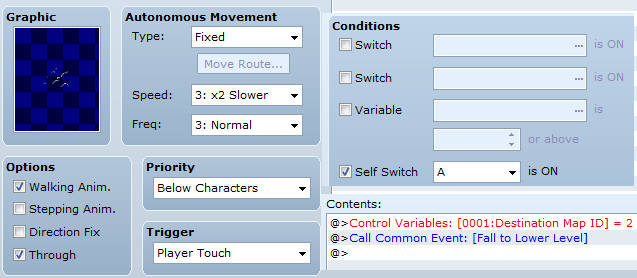 Graphic
Autonomous Movement
Type: Fixed
Move Route...
Speed: 3: x2 Slower
Freq: 3: Normal
Options
Walking Anim.
Stepping Anim.
Direction Fix
Through
Priority
Below Characters
Trigger
Player Touch
Conditions
Switch ... is ON
Switch ... is ON
Variable ... is
or above
Self Switch A is ON
Contents:
@>Control Variables: [0001:Destination Map ID] = 2
@>Call Common Event: [Fall to Lower Level]
@>